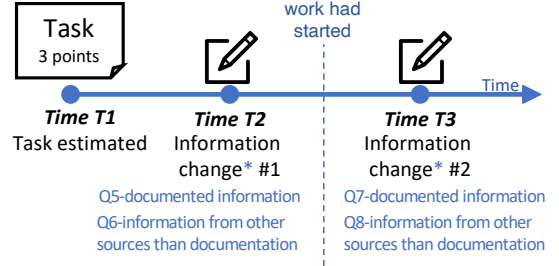 Task
3 points
work had
started
Time
Time T1
Task estimated
Time T2
Information
change* #1
Q5-documented information
Q6-information from other
sources than documentation
Time T3
Information
change* #2
Q7-documented information
Q8-information from other
sources than documentation